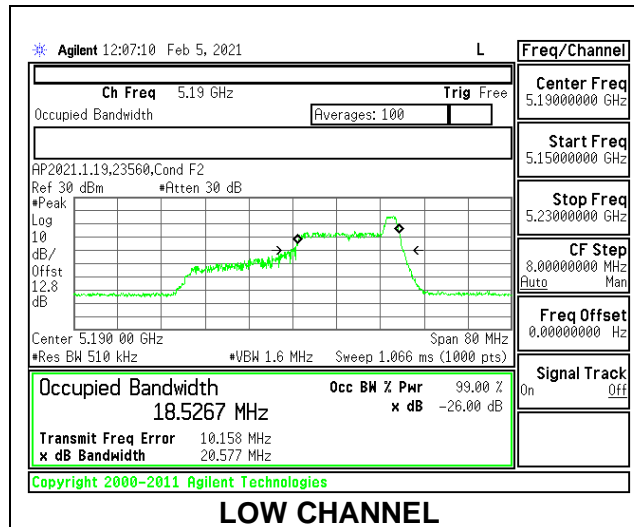 Agilent 12:07:10 Feb 5, 2021 L
Freq/Channel
Ch Freq 5.19 GHz Trig Free
Occupied Bandwidth Averages: 100
Center Freq
5.19000000 GHz
Start Freq
5.15000000 GHz
AP2021.1.19,23560,Cond F2
Ref 30 dBm #Atten 30 dB
#Peak
Log
10
dB/
Offst
12.8
dB
Stop Freq
5.23000000 GHz
CF Step
8.00000000 MHz
Auto Man
Freq Offset
0.00000000 Hz
Center 5.190 00 GHz Span 80 MHz
#Res BW 510 kHz #VBW 1.6 MHz Sweep 1.066 ms (1000 pts)
Signal Track
On Off
Occupied Bandwidth Occ BW % Pwr 99.00 %
18.5267 MHz x dB -26.00 dB
Transmit Freq Error 10.158 MHz
x dB Bandwidth 20.577 MHz
Copyright 2000-2011 Agilent Technologies
LOW CHANNEL